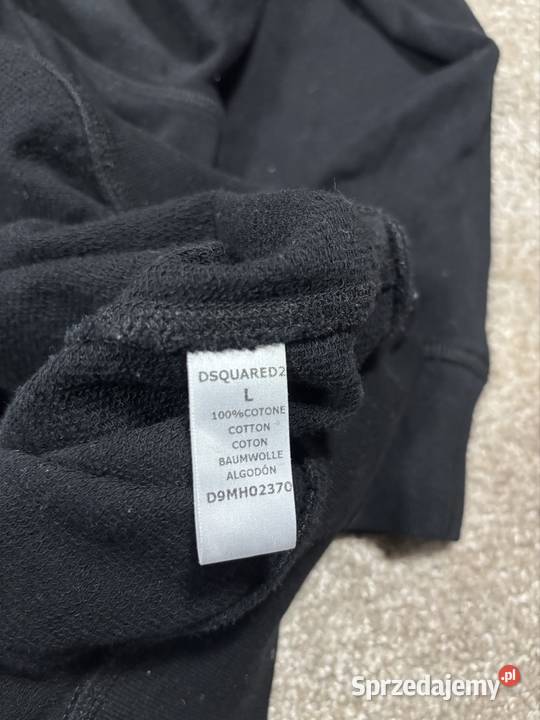 DSQUARED2
L
100%COTONE
COTTON
COTON
BAUMWOLLE
ALGODÓN
D9MH02370
Sprzedajemy.pl